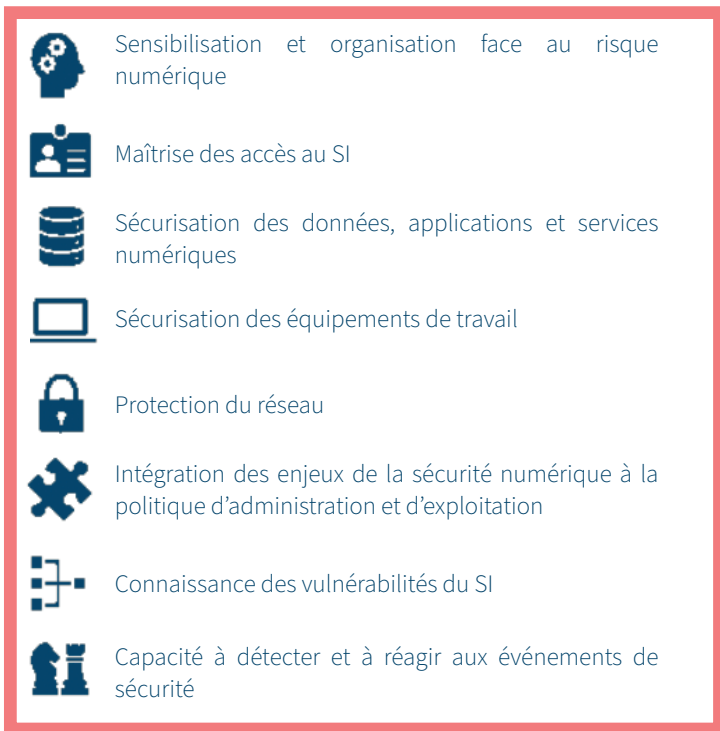 Sensibilisation et organisation face au risque
numérique
Maîtrise des accès au SI
Sécurisation des données, applications et services
numériques
Sécurisation des équipements de travail
Protection du réseau
Intégration des enjeux de la sécurité numérique à la
politique d’administration et d’exploitation
Connaissance des vulnérabilités du SI
Capacité à détecter et à réagir aux événements de
sécurité